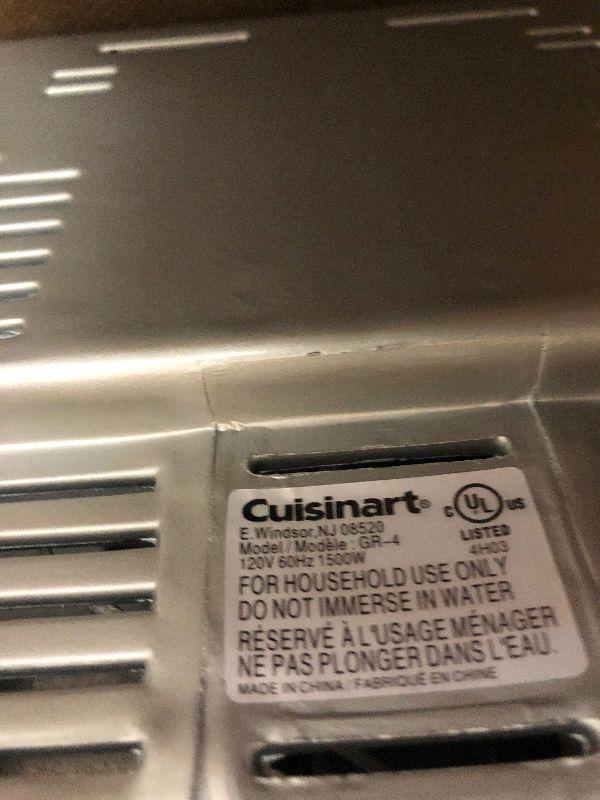 Cuisinart®
E. Windsor, NJ 08520
Model / Modèle : GR-4
120V 60Hz 1500W
C UL US
LISTED
4H03
FOR HOUSEHOLD USE ONLY
DO NOT IMMERSE IN WATER
RÉSERVÉ À L'USAGE MÉNAGER
NE PAS PLONGER DANS L'EAU.
MADE IN CHINA / FABRIQUÉ EN CHINE